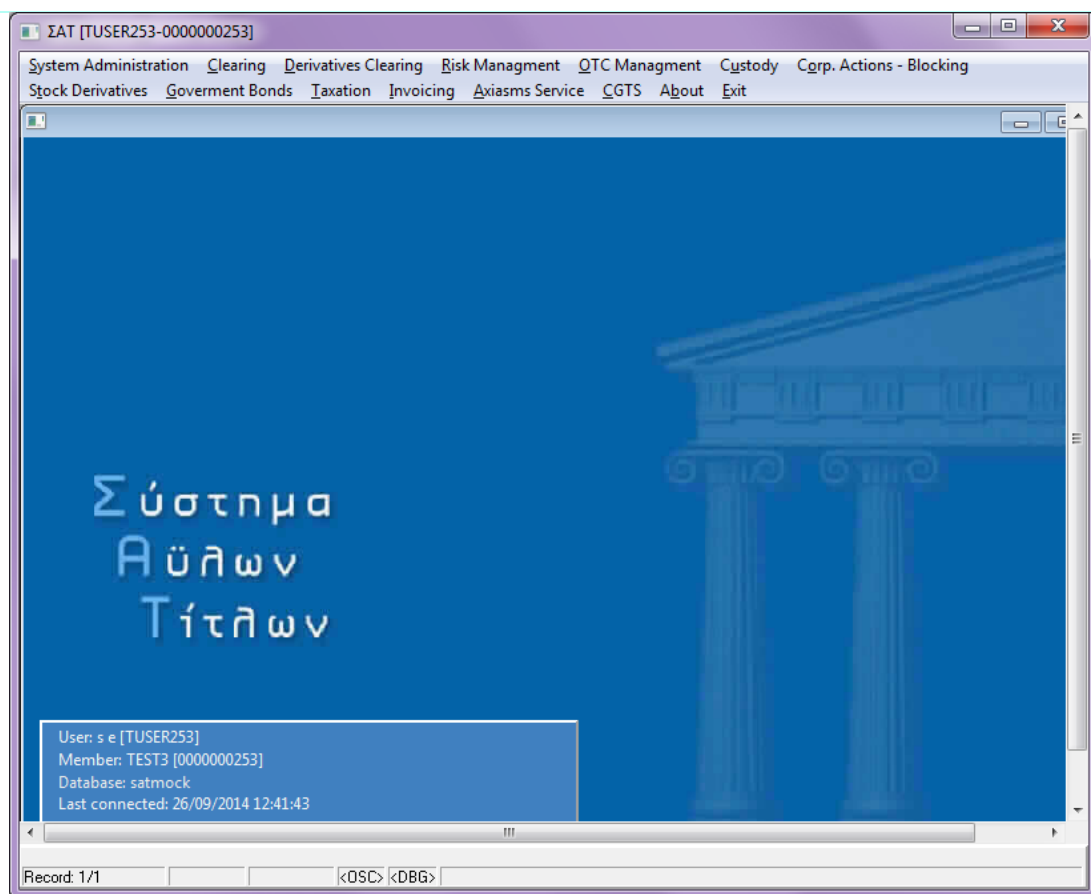 ΣΑΤ [TUSER253-0000000253]
System Administration Clearing Derivatives Clearing Risk Managment OTC Managment Custody Corp. Actions - Blocking
Stock Derivatives Goverment Bonds Taxation Invoicing Axiasms Service CGTS About Exit
Σύστημα
Αϋλων
Τίτλων
User: s e [TUSER253]
Member: TEST3 [0000000253]
Database: satmock
Last connected: 26/09/2014 12:41:43
Record: 1/1 <OSC> <DBG>